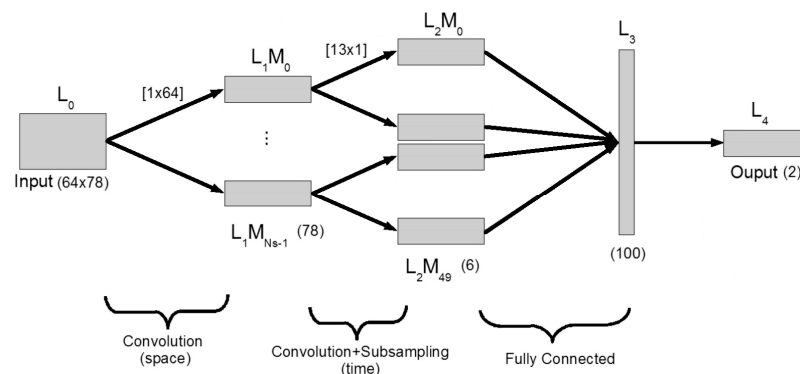 L0
Input (64x78)
[1x64]
L1M0
⋮
L1MNs-1 (78)
[13x1]
L2M0
L2M49 (6)
L3
(100)
L4
Ouput (2)
Convolution
(space)
Convolution+Subsampling
(time)
Fully Connected